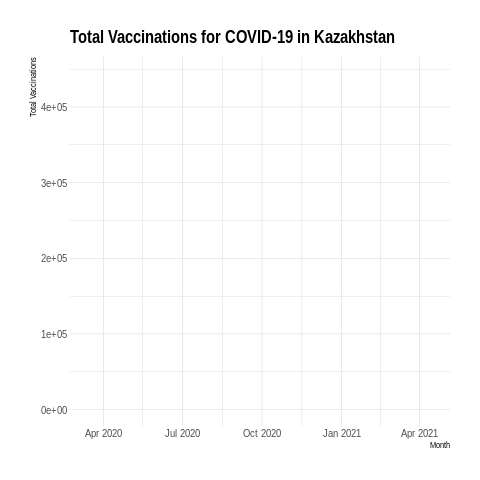 Total Vaccinations for COVID-19 in Kazakhstan
Total Vaccinations
4e+05
3e+05
2e+05
1e+05
0e+00
Apr 2020 Jul 2020 Oct 2020 Jan 2021 Apr 2021
Month